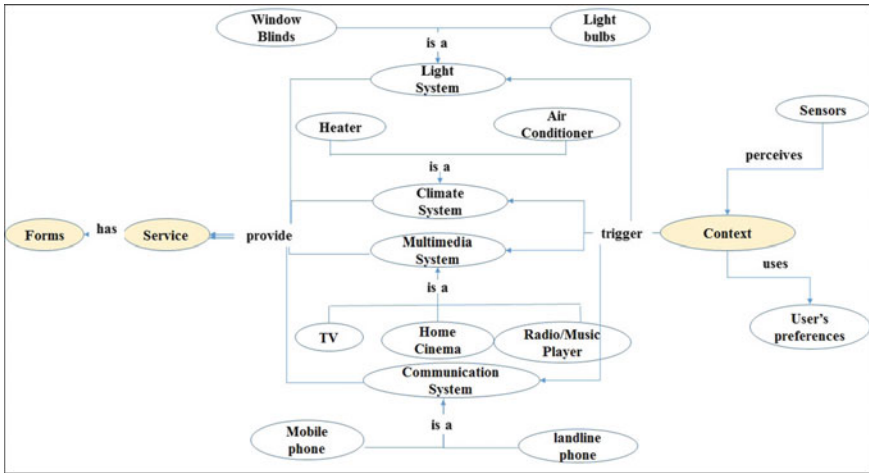 Window
Blinds
Light
bulbs
is a
Light
System
Sensors
Heater
Air
Conditioner
perceives
is a
Climate
System
Forms
has
Service
provide
trigger
Context
Multimedia
System
uses
is a
TV
Home
Cinema
Radio/Music
Player
User's
preferences
Communication
System
is a
Mobile
phone
landline
phone